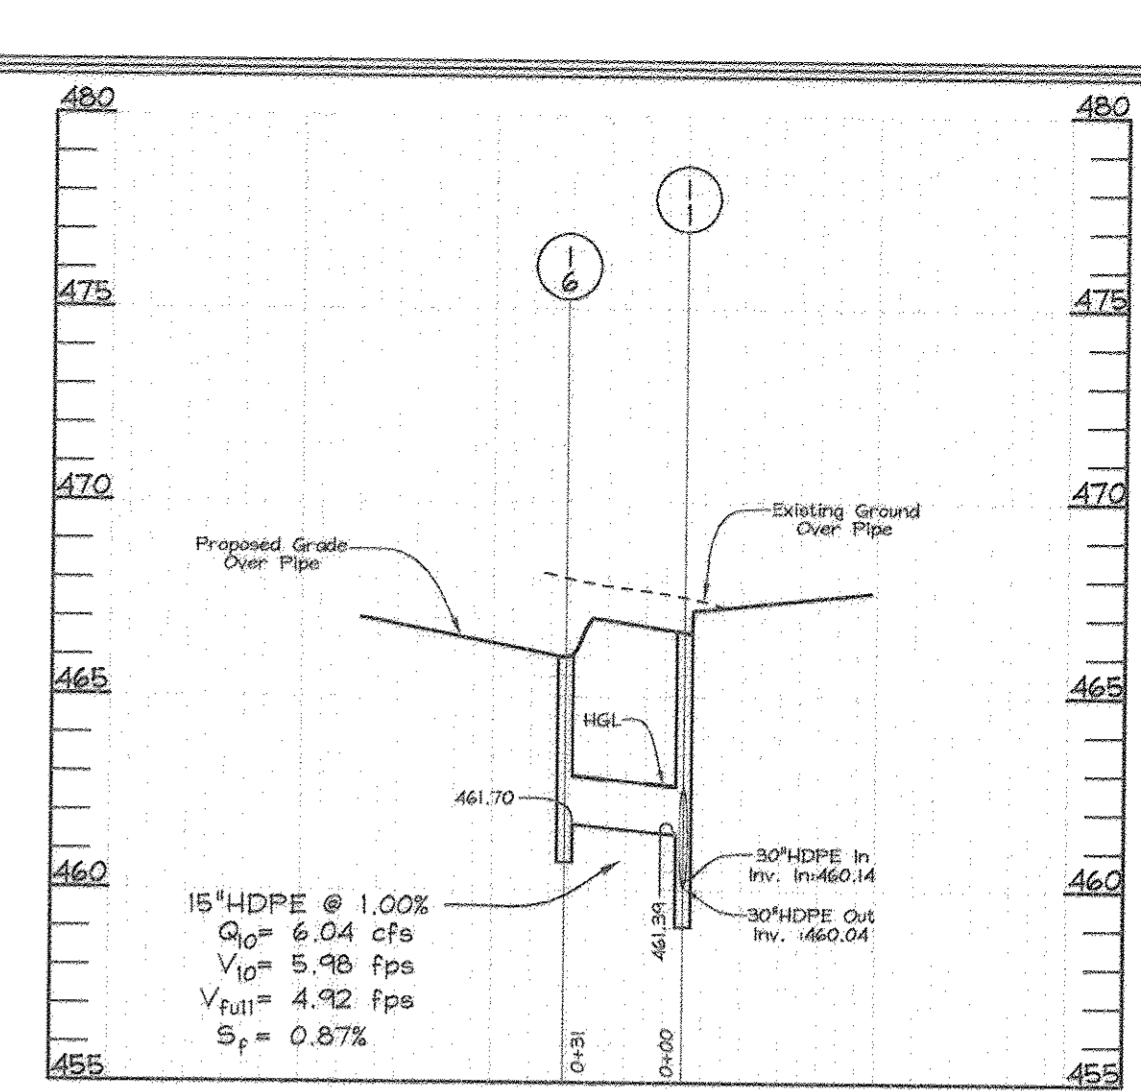 480
480
1
1
1
6
475
475
470
470
Existing Ground
Over Pipe
Proposed Grade
Over Pipe
465
465
HGL
461.70
30"HDPE In
Inv. In:460.14
460
460
15"HDPE @ 1.00%
30"HDPE Out
Inv. :460.04
461.39
Q10= 6.04 cfs
V10= 5.98 fps
Vfull= 4.92 fps
Sf= 0.87%
0+31
0+00
455
455